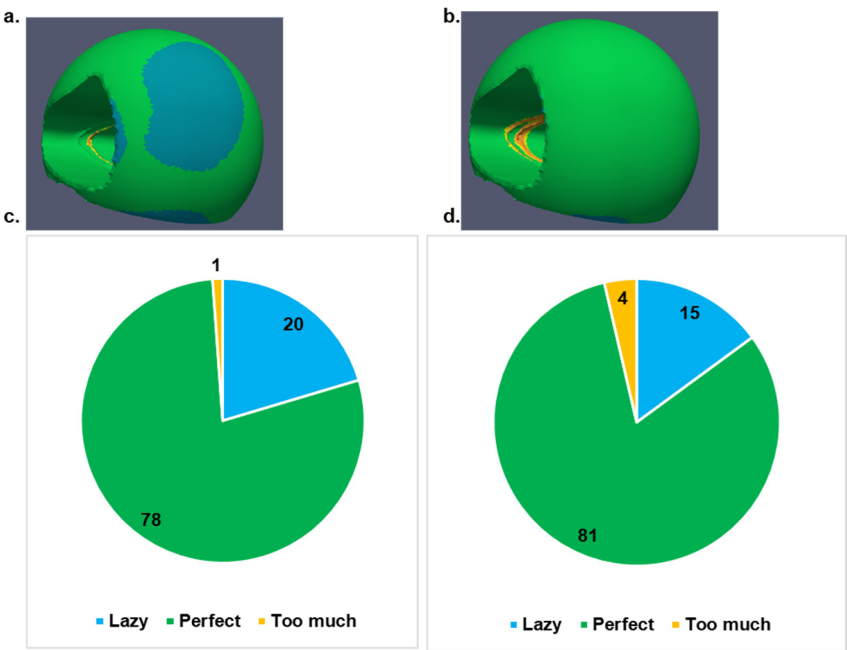 a.
b.
c.
d.
1
20
78
4
15
81
Lazy Perfect Too much
Lazy Perfect Too much